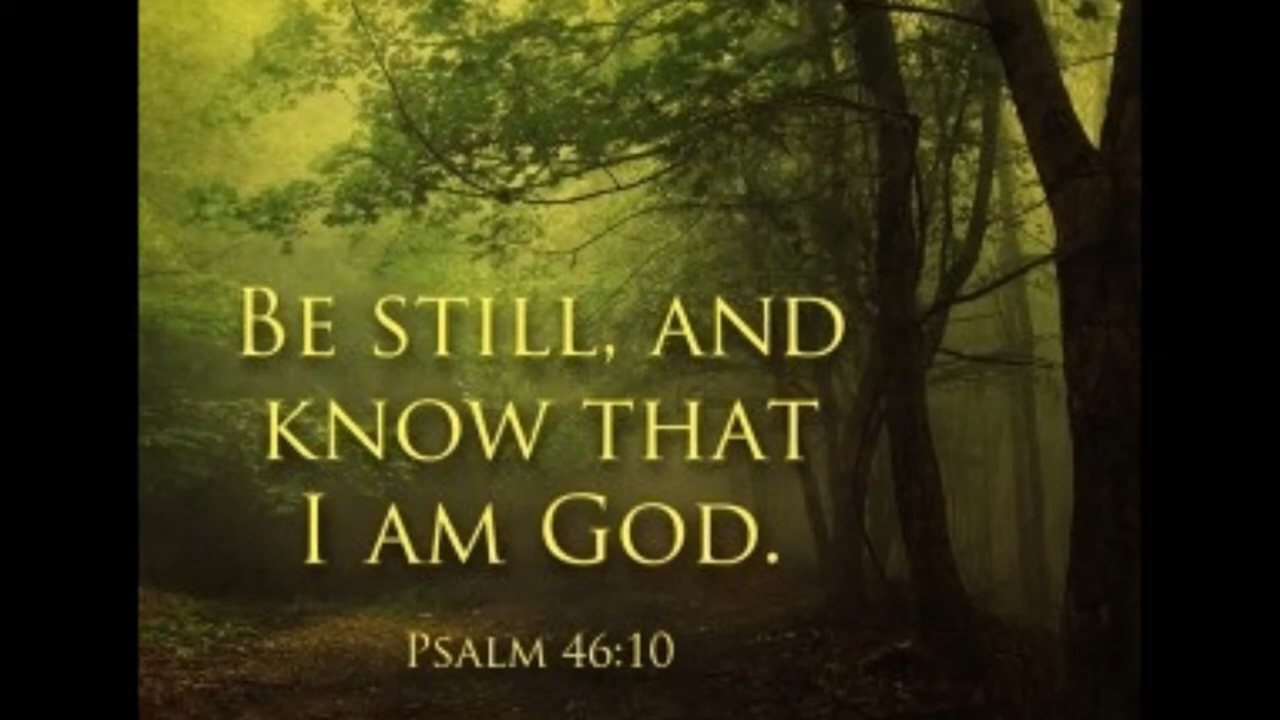 Be still, and
know that
I am God.
Psalm 46:10